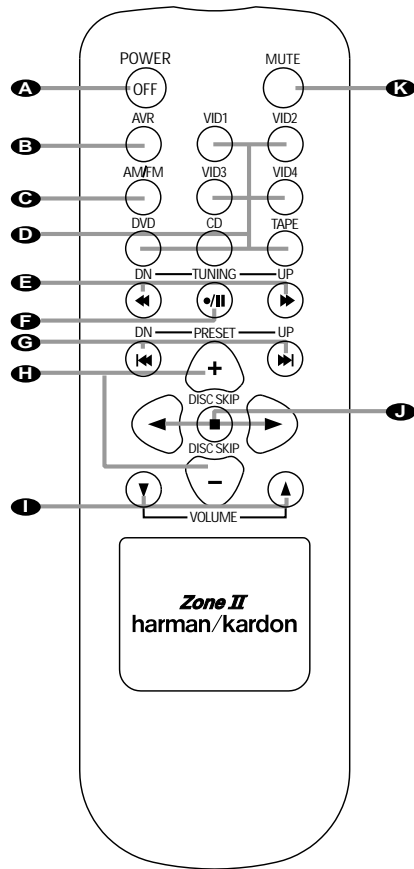 POWER MUTE
A OFF K
AVR VID1 VID2
B
AM/FM VID3 VID4
C
D DVD CD TAPE
DN TUNING UP
E
F
DN PRESET UP
G
H +
DISC SKIP
J
DISC SKIP
−
I
VOLUME
Zone II
harman/kardon